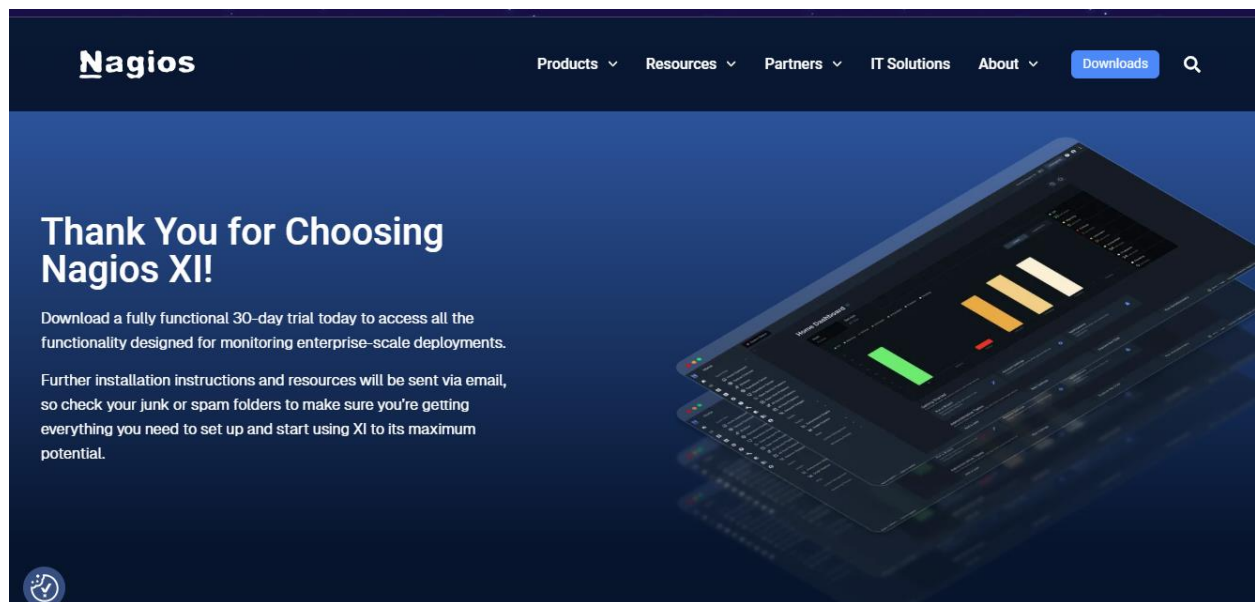 Nagios
Products
Resources
Partners
IT Solutions
About
Downloads
Thank You for Choosing
Nagios XI!
Download a fully functional 30-day trial today to access all the
functionality designed for monitoring enterprise-scale deployments.
Further installation instructions and resources will be sent via email,
so check your junk or spam folders to make sure you're getting
everything you need to set up and start using XI to its maximum
potential.
Home Dashboard